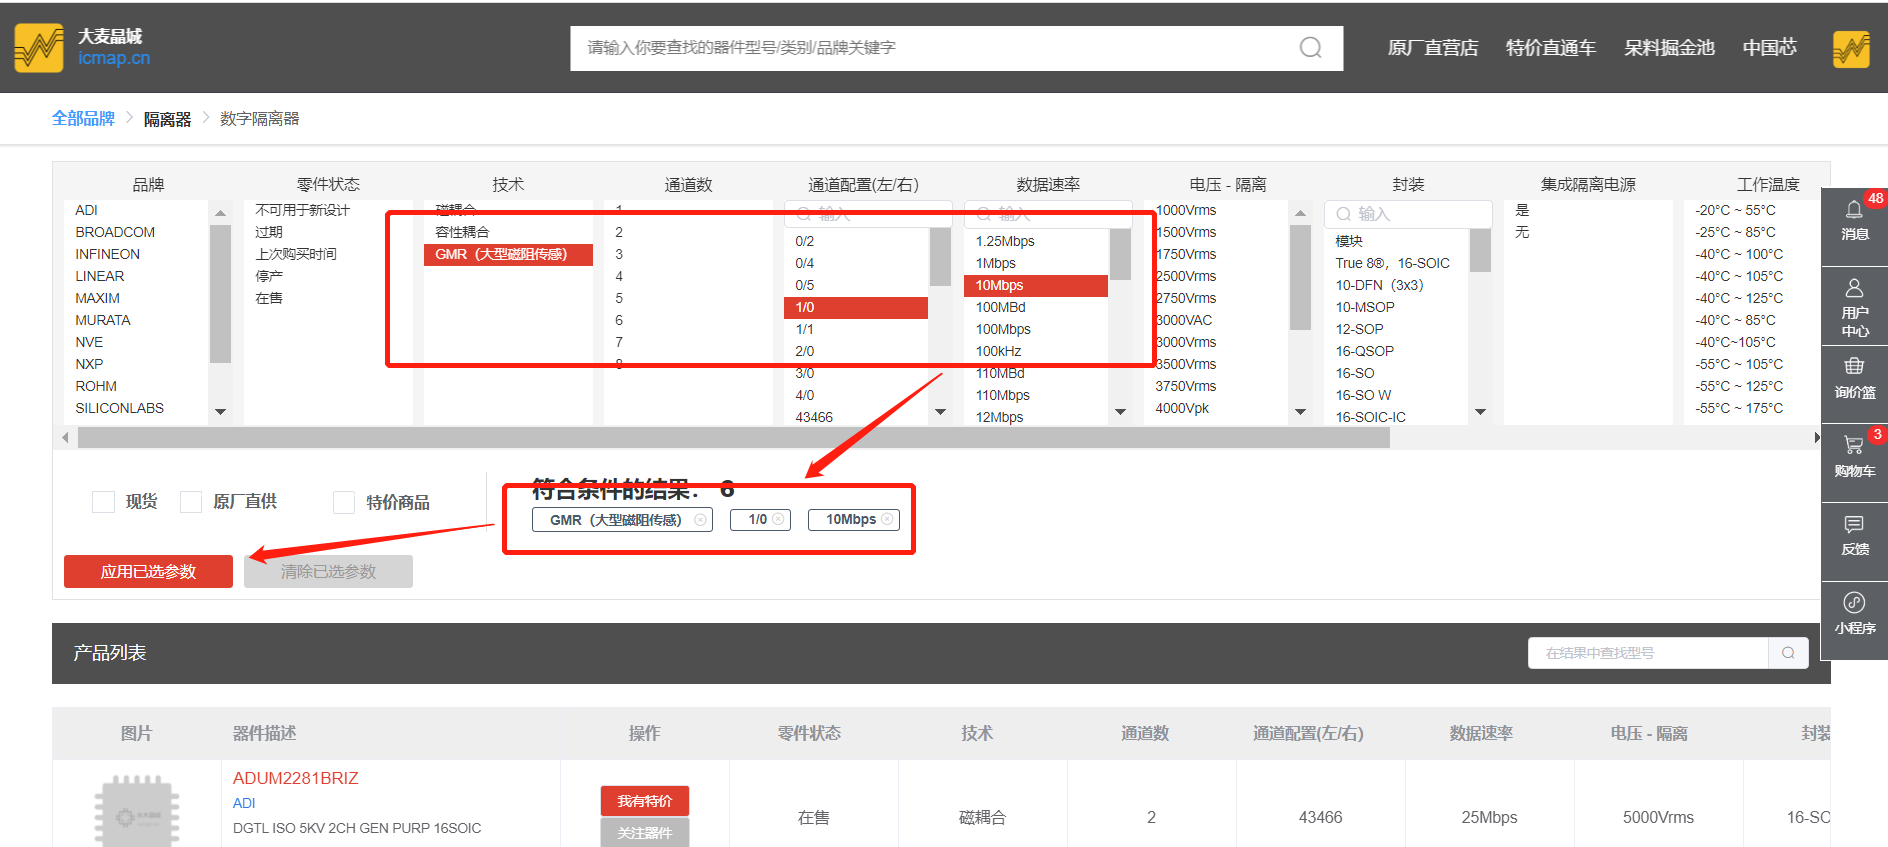 大麦晶城
icmap.cn
请输入你要查找的器件型号/类别/品牌关键字
原厂直营店 特价直通车 呆料掘金池 中国芯
全部品牌 > 隔离器 > 数字隔离器
品牌 零件状态 技术 通道数 通道配置(左/右) 数据速率 电压 - 隔离 封装 集成隔离电源 工作温度
ADI
BROADCOM
INFINEON
LINEAR
MAXIM
MURATA
NVE
NXP
ROHM
SILICONLABS
不可用于新设计
过期
上次购买时间
停产
在售
磁耦合
容性耦合
GMR（大型磁阻传感）
1
2
3
4
5
6
7
8
输入
0/2
0/4
0/5
1/0
1/1
2/0
3/0
4/0
43466
输入
1.25Mbps
1Mbps
10Mbps
100MBd
100Mbps
100kHz
110MBd
110Mbps
12Mbps
1000Vrms
1500Vrms
1750Vrms
2500Vrms
2750Vrms
3000VAC
3000Vrms
3500Vrms
3750Vrms
4000Vpk
输入
模块
True 8®，16-SOIC
10-DFN（3x3）
10-MSOP
12-SOP
16-QSOP
16-SO
16-SO W
16-SOIC-IC
是
无
-20°C ~ 55°C
-25°C ~ 85°C
-40°C ~ 100°C
-40°C ~ 105°C
-40°C ~ 125°C
-40°C ~ 85°C
-40°C~105°C
-55°C ~ 105°C
-55°C ~ 125°C
-55°C ~ 175°C
48
消息
用户
中心
询价篮
3
购物车
反馈
小程序
现货 原厂直供 特价商品
符合条件的结果： 6
GMR（大型磁阻传感） 1/0 10Mbps
应用已选参数 清除已选参数
产品列表
在结果中查找型号
图片 器件描述 操作 零件状态 技术 通道数 通道配置(左/右) 数据速率 电压 - 隔离 封装
ADUM2281BRIZ
ADI
DGTL ISO 5KV 2CH GEN PURP 16SOIC
我有特价
关注器件
在售 磁耦合 2 43466 25Mbps 5000Vrms 16-SO